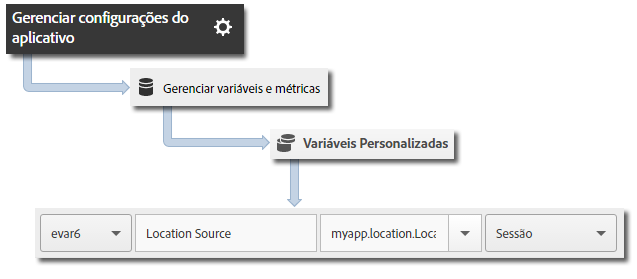 Gerenciar configurações do
aplicativo
Gerenciar variáveis e métricas
Variáveis Personalizadas
evar6 Location Source myapp.location.Loca Sessão